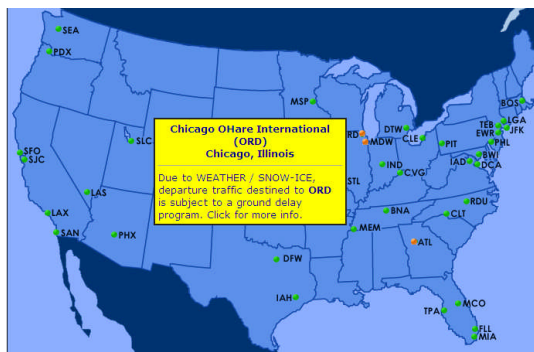 SEA
PDX
MSP
BOS
LGA
TEB
JFK
EWR
PHL
DTW
CLE
PIT
SLC
Chicago OHare International
(ORD)
Chicago, Illinois
Due to WEATHER / SNOW-ICE,
departure traffic destined to ORD
is subject to a ground delay
program. Click for more info.
RD
MDW
SFO
SJC
IND
CVG
IAD
BWI
DCA
STL
LAS
RDU
LAX
BNA
CLT
SAN
PHX
MEM
ATL
DFW
IAH
MCO
TPA
FLL
MIA